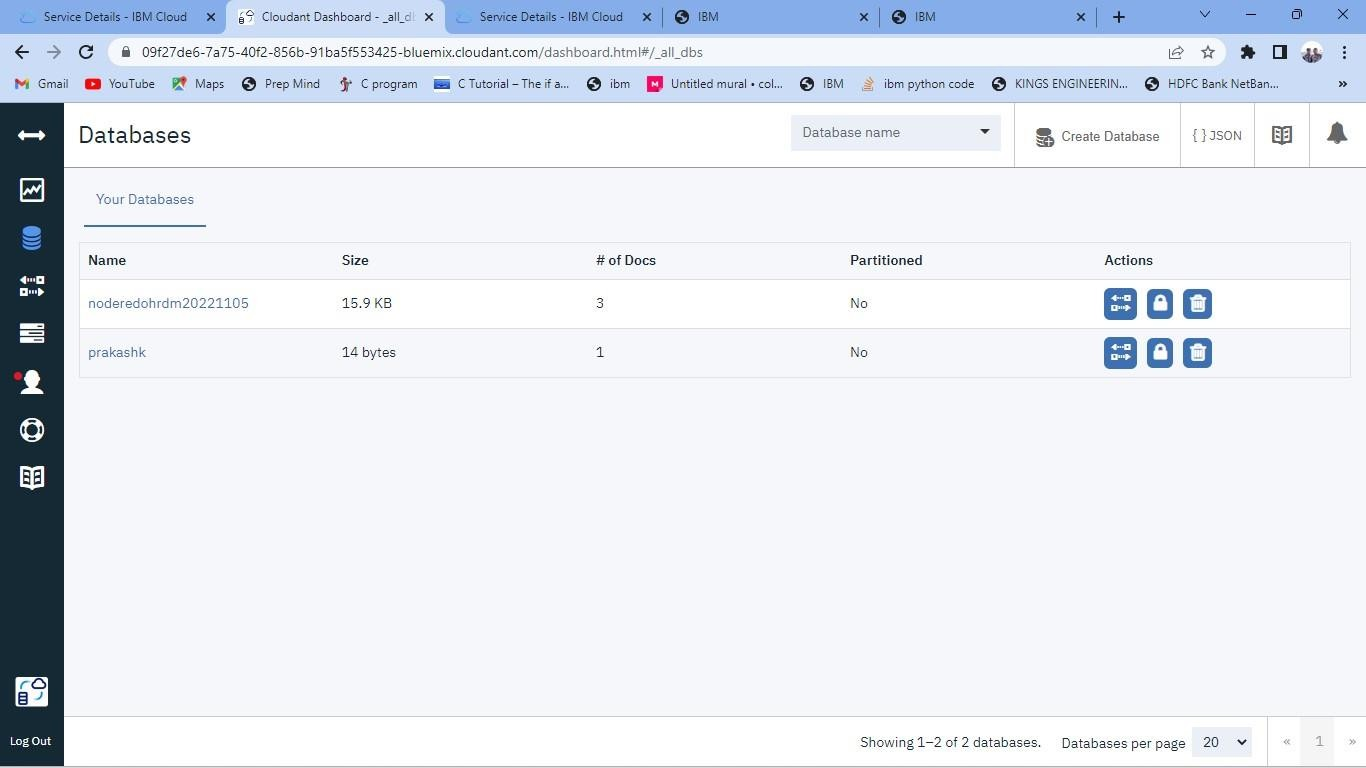 Service Details - IBM Cloud
Cloudant Dashboard - _all_d
Service Details - IBM Cloud
IBM
IBM
09f27de6-7a75-40f2-856b-91ba5f553425-bluemix.cloudant.com/dashboard.html#/_all_dbs
Gmail YouTube Maps Prep Mind C program C Tutorial – The if a... ibm Untitled mural • col... IBM ibm python code KINGS ENGINEERIN... HDFC Bank NetBan... »
Databases
Database name
Create Database
{ } JSON
Your Databases
Name Size # of Docs Partitioned Actions
noderedohrdm20221105 15.9 KB 3 No
prakashk 14 bytes 1 No
Log Out
Showing 1–2 of 2 databases. Databases per page 20 « 1 »